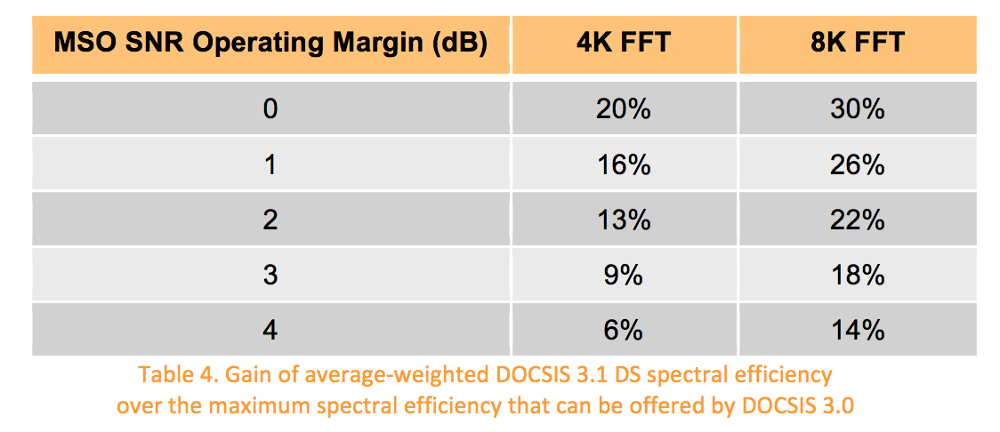 MSO SNR Operating Margin (dB) 4K FFT 8K FFT
0 20% 30%
1 16% 26%
2 13% 22%
3 9% 18%
4 6% 14%
Table 4. Gain of average-weighted DOCSIS 3.1 DS spectral efficiency
over the maximum spectral efficiency that can be offered by DOCSIS 3.0